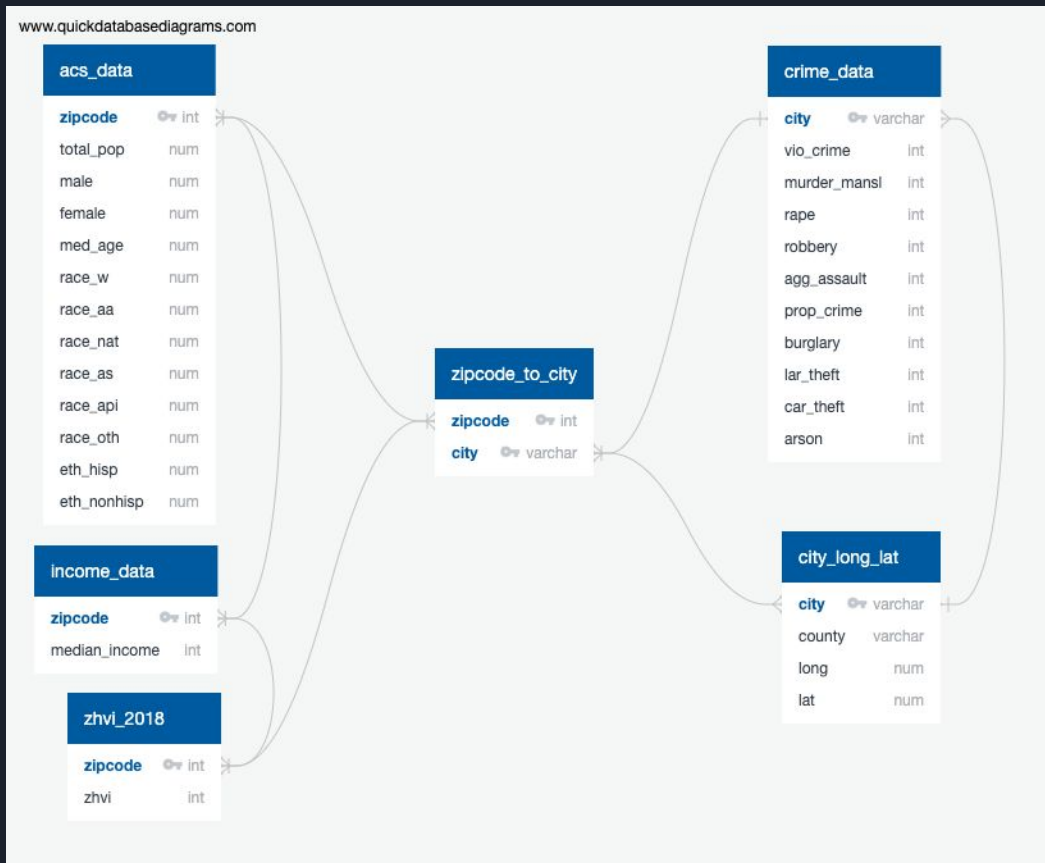 www.quickdatabasediagrams.com
acs_data
zipcode int
total_pop num
male num
female num
med_age num
race_w num
race_aa num
race_nat num
race_as num
race_api num
race_oth num
eth_hisp num
eth_nonhisp num
income_data
zipcode int
median_income int
zhvi_2018
zipcode int
zhvi int
zipcode_to_city
zipcode int
city varchar
crime_data
city varchar
vio_crime int
murder_mansl int
rape int
robbery int
agg_assault int
prop_crime int
burglary int
lar_theft int
car_theft int
arson int
city_long_lat
city varchar
county varchar
long num
lat num